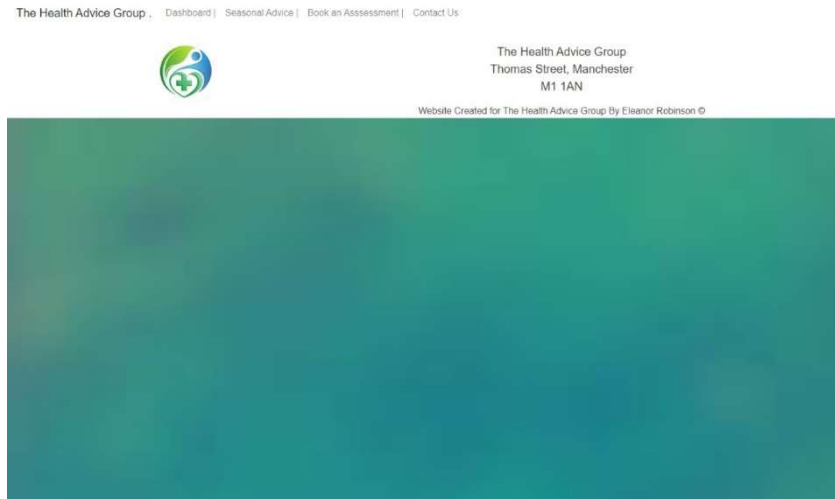 The Health Advice Group . Dashboard | Seasonal Advice | Book an Asssessment | Contact Us
The Health Advice Group
Thomas Street, Manchester
M1 1AN
Website Created for The Health Advice Group By Eleanor Robinson ©